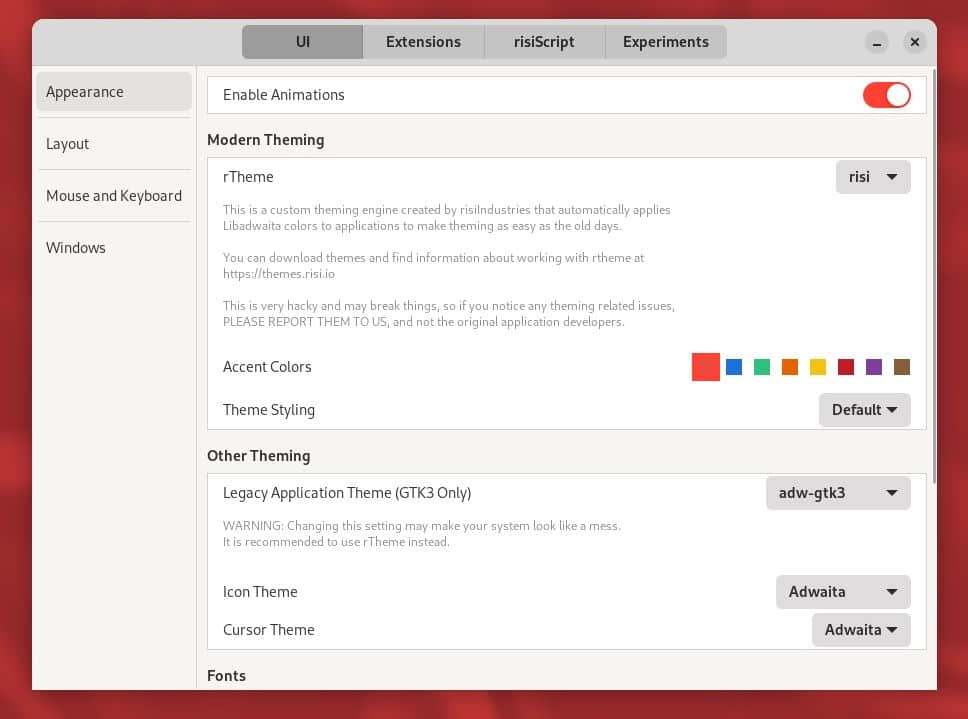 UI
Extensions
risiScript
Experiments
Appearance
Layout
Mouse and Keyboard
Windows
Enable Animations
Modern Theming
rTheme
risi
This is a custom theming engine created by risiIndustries that automatically applies
Libadwaita colors to applications to make theming as easy as the old days.
You can download themes and find information about working with rtheme at
https://themes.risi.io
This is very hacky and may break things, so if you notice any theming related issues,
PLEASE REPORT THEM TO US, and not the original application developers.
Accent Colors
Theme Styling
Default
Other Theming
Legacy Application Theme (GTK3 Only)
adw-gtk3
WARNING: Changing this setting may make your system look like a mess.
It is recommended to use rTheme instead.
Icon Theme
Adwaita
Cursor Theme
Adwaita
Fonts